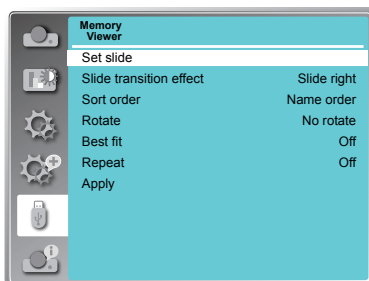 Memory
Viewer
Set slide
Slide transition effect Slide right
Sort order Name order
Rotate No rotate
Best fit Off
Repeat Off
Apply